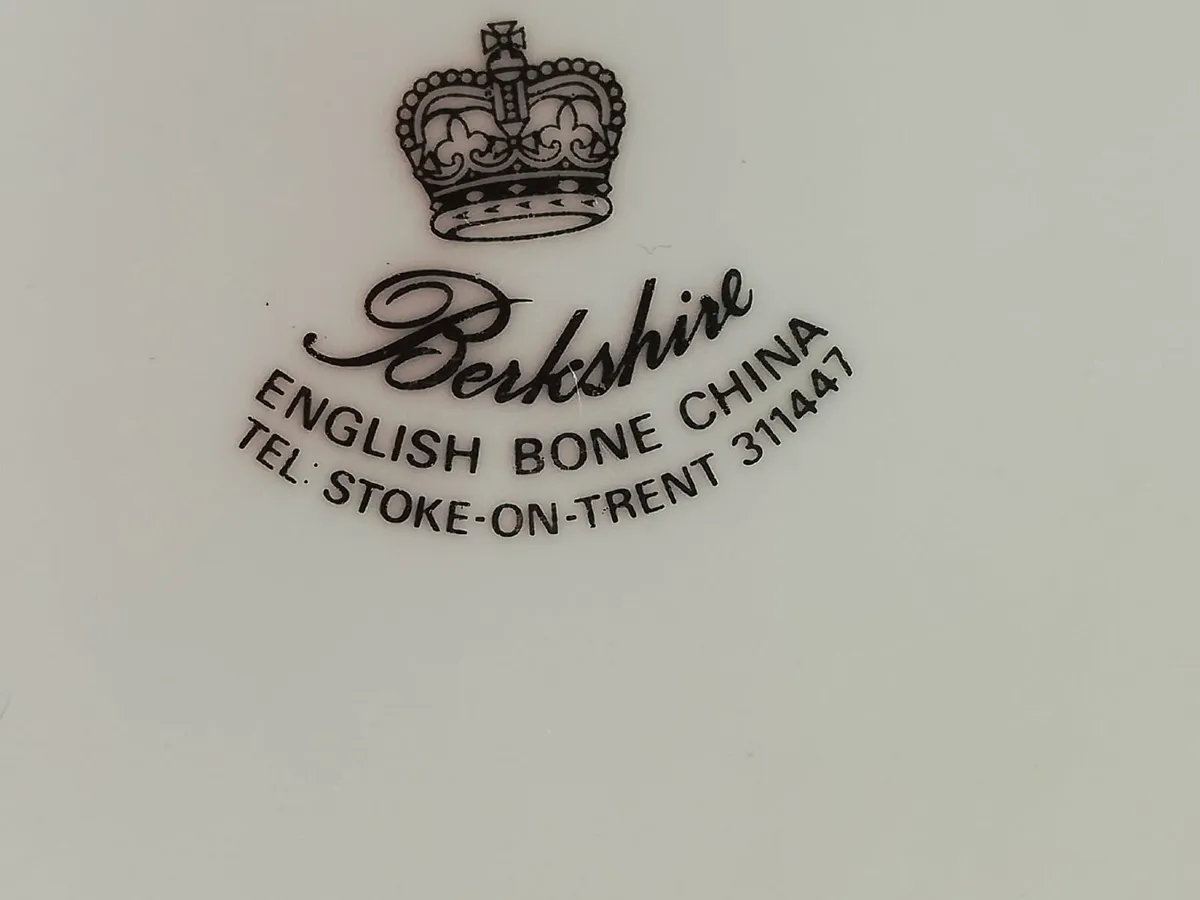 Berkshire
ENGLISH BONE CHINA
TEL: STOKE-ON-TRENT 311447